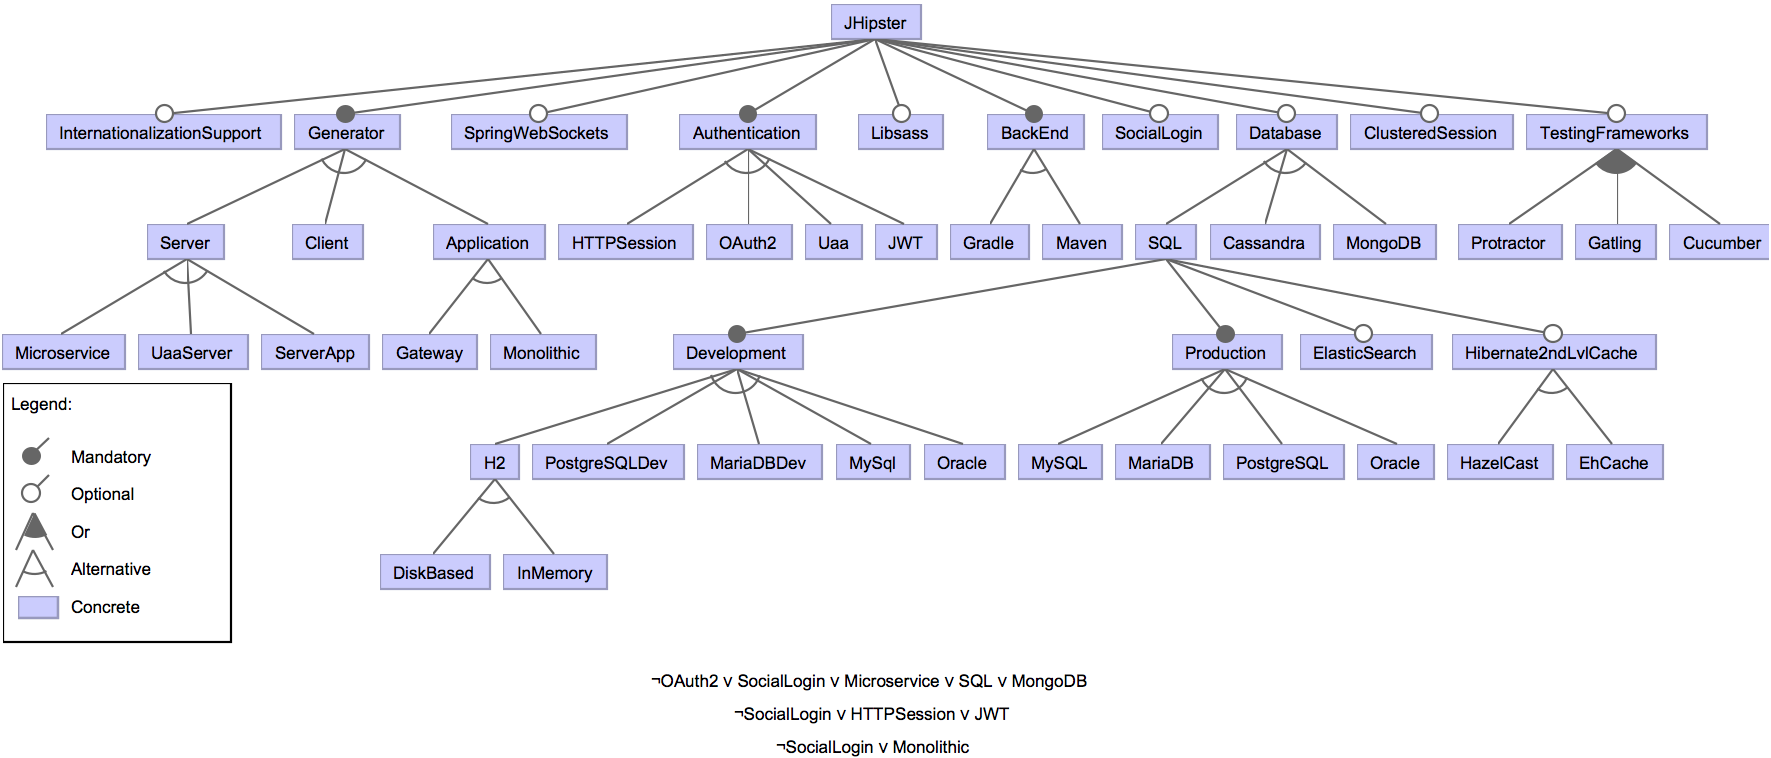 JHipster
InternationalizationSupport Generator SpringWebSockets Authentication Libsass BackEnd SocialLogin Database ClusteredSession TestingFrameworks
Server Client Application HTTPSession OAuth2 Uaa JWT Gradle Maven SQL Cassandra MongoDB Protractor Gatling Cucumber
Microservice UaaServer ServerApp Gateway Monolithic Development Production ElasticSearch Hibernate2ndLvlCache
H2 PostgreSQLDev MariaDBDev MySql Oracle MySQL MariaDB PostgreSQL Oracle HazelCast EhCache
DiskBased InMemory
Legend:
Mandatory
Optional
Or
Alternative
Concrete
¬OAuth2 ∨ SocialLogin ∨ Microservice ∨ SQL ∨ MongoDB
¬SocialLogin ∨ HTTPSession ∨ JWT
¬SocialLogin ∨ Monolithic